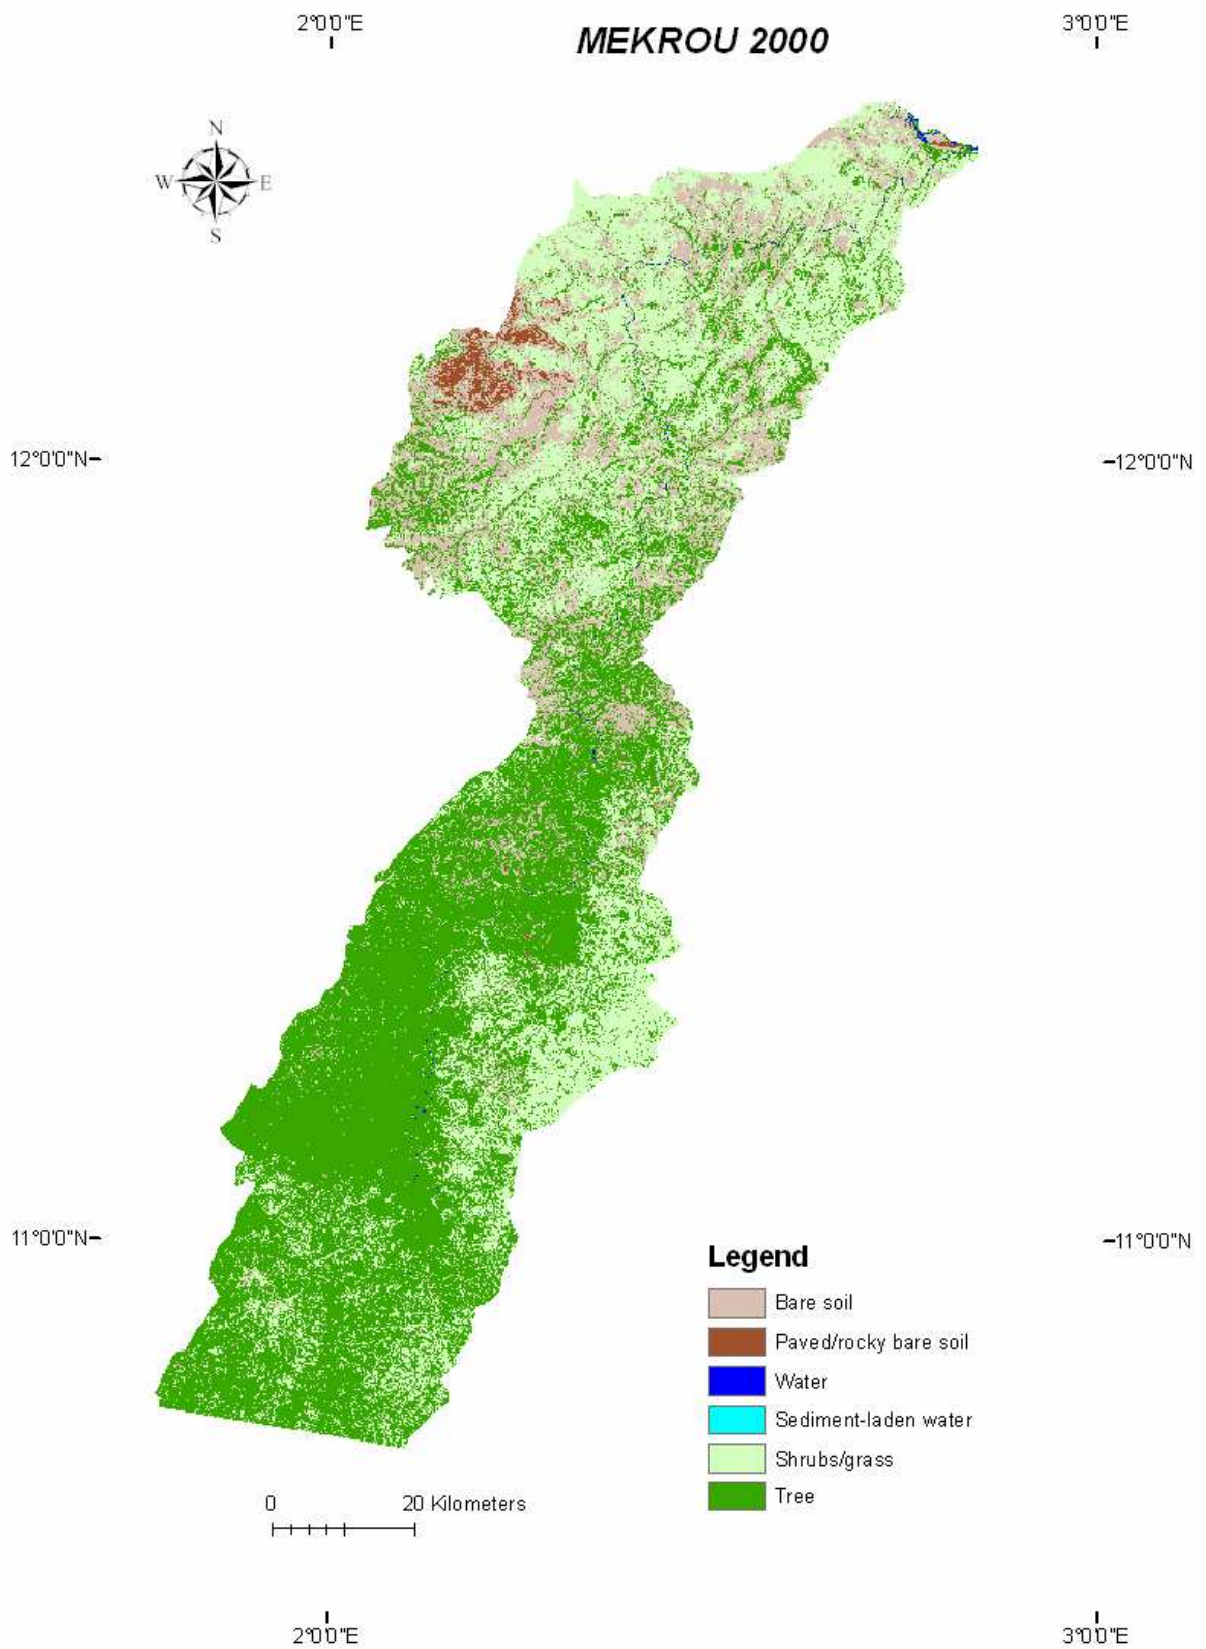 2°0'0"E
MEKROU 2000
3°0'0"E
N
W E
S
12°0'0"N
12°0'0"N
11°0'0"N
11°0'0"N
Legend
Bare soil
Paved/rocky bare soil
Water
Sediment-laden water
Shrubs/grass
Tree
0 20 Kilometers
2°0'0"E
3°0'0"E